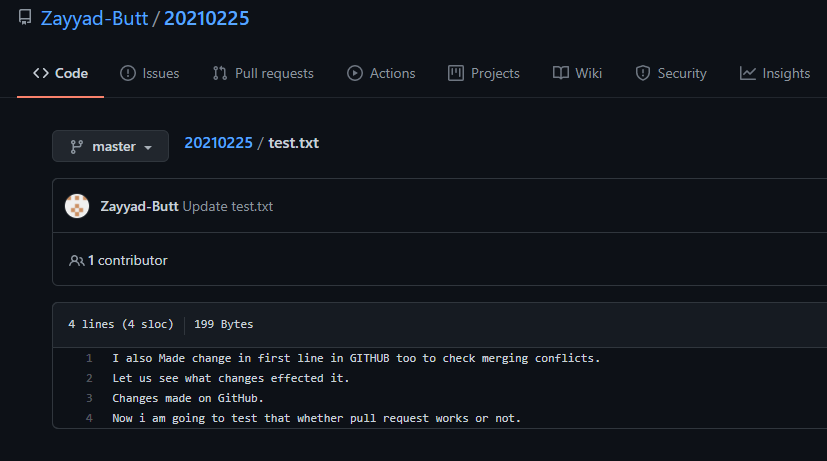 Zayyad-Butt / 20210225
Code Issues Pull requests Actions Projects Wiki Security Insights
master 20210225 / test.txt
Zayyad-Butt Update test.txt
1 contributor
4 lines (4 sloc) 199 Bytes
1 I also Made change in first line in GITHUB too to check merging conflicts.
2 Let us see what changes effected it.
3 Changes made on GitHub.
4 Now i am going to test that whether pull request works or not.